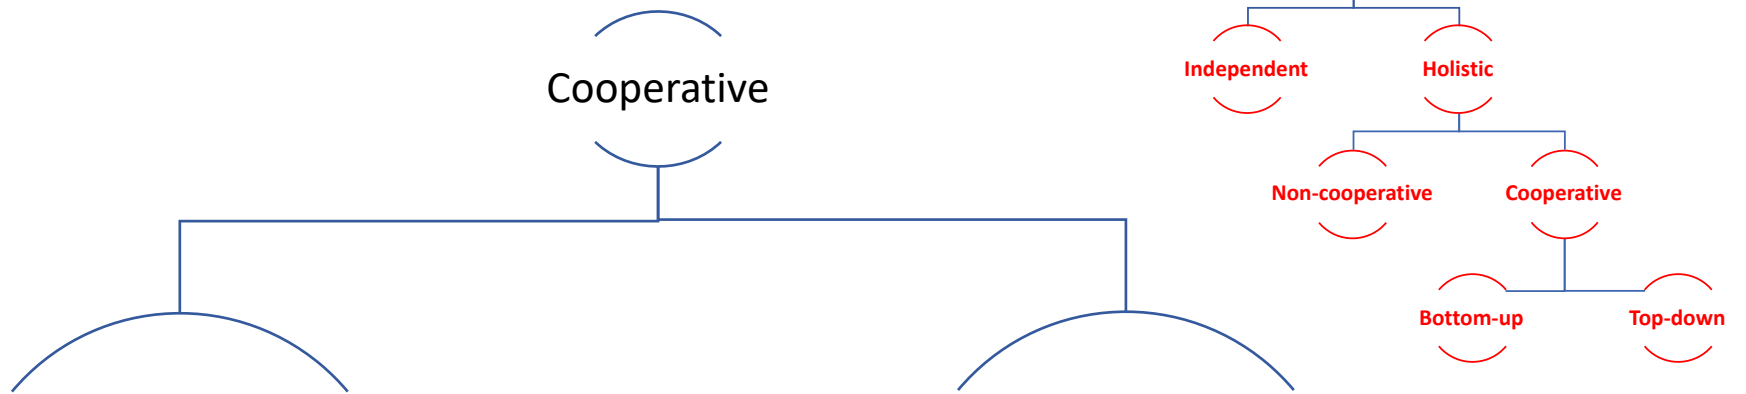 Cooperative
Independent
Holistic
Non-cooperative
Cooperative
Bottom-up
Top-down